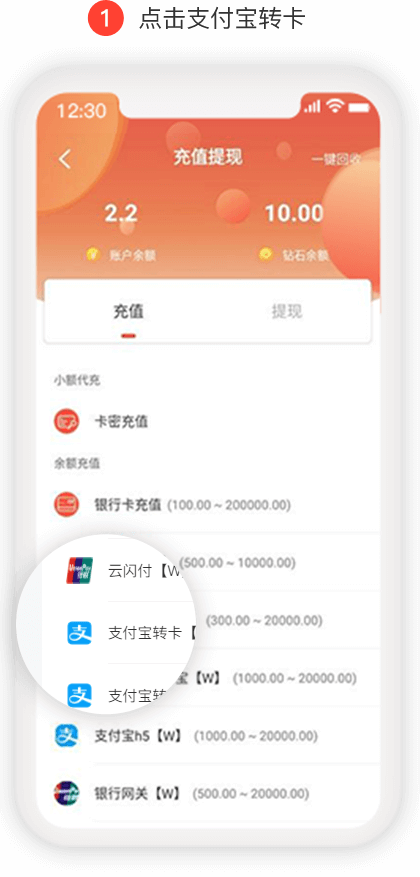 1 点击支付宝转卡
12:30
充值提现
一键回收
2.2
10.00
账户余额
钻石余额
充值
提现
小额代充
卡密充值
余额充值
银行卡充值 (100.00 ~ 200000.00)
云闪付【W
(500.00 ~ 10000.00)
支付宝转卡【
(300.00 ~ 20000.00)
宝【W】 (1000.00 ~ 20000.00)
支付宝转
支付宝h5【W】 (1000.00 ~ 20000.00)
银行网关【W】 (500.00 ~ 20000.00)